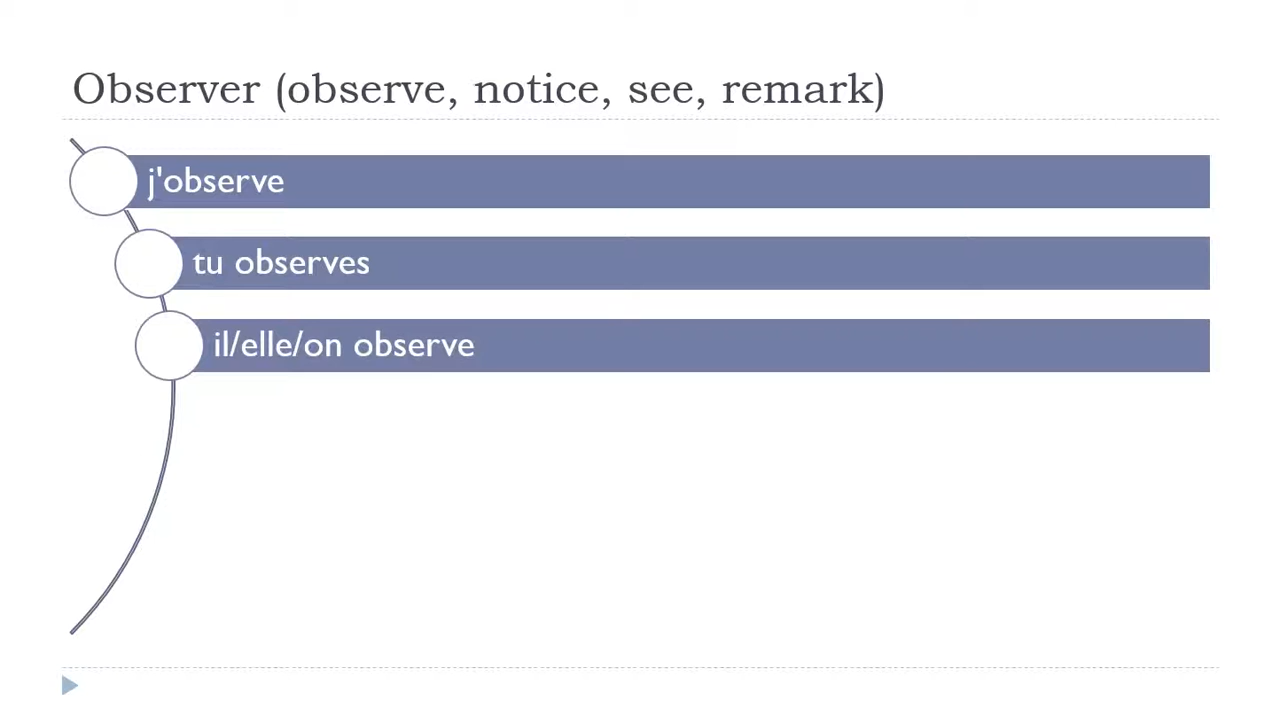 Observer (observe, notice, see, remark)
j'observe
tu observes
il/elle/on observe